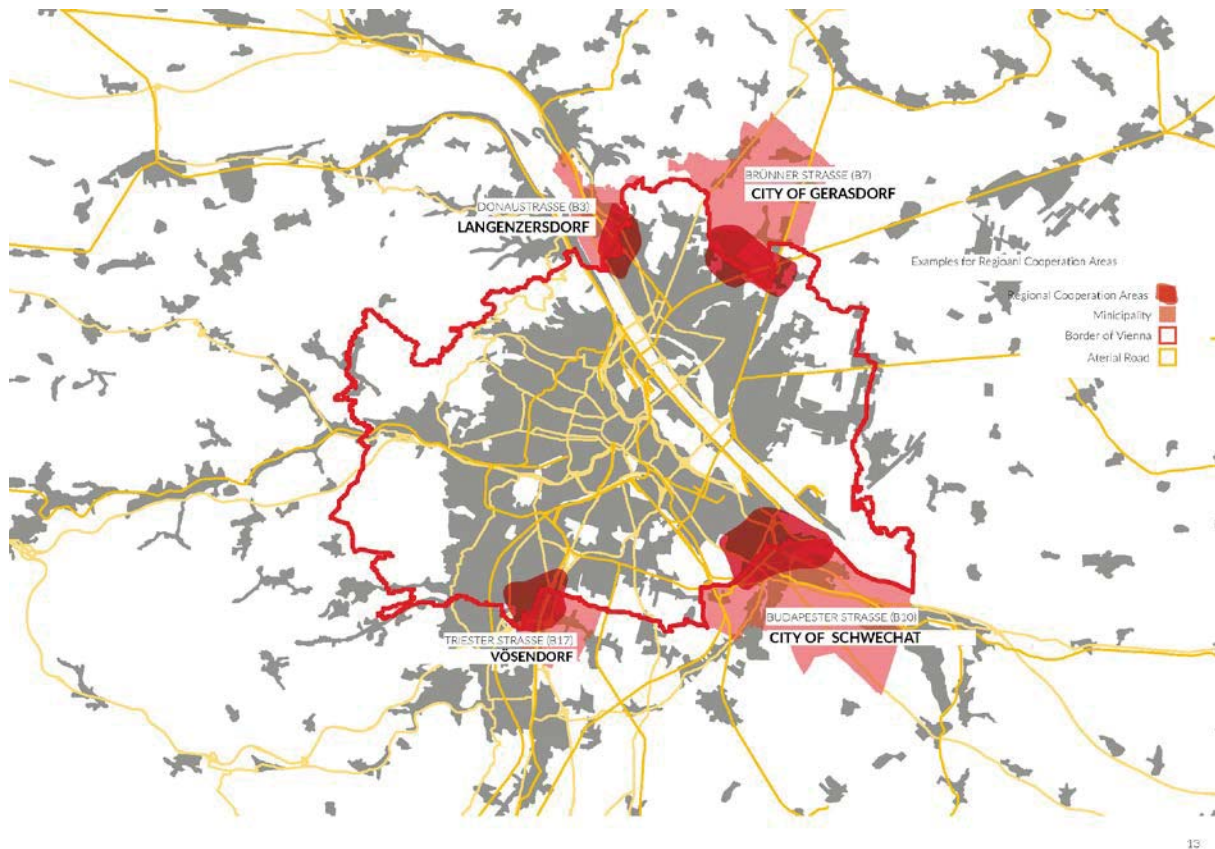 BRÜNNER STRASSE (B7)
CITY OF GERASDORF
DONAUSTRASSE (B3)
LANGENZERSDORF
Examples for Regioanl Cooperation Areas
Regional Cooperation Areas
Minicipality
Border of Vienna
Aterial Road
BUDAPESTER STRASSE (B10)
CITY OF SCHWECHAT
TRIESTER STRASSE (B17)
VÖSENDORF
13